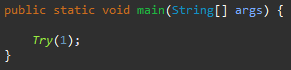 public static void main(String[] args) {
Try(1);
}